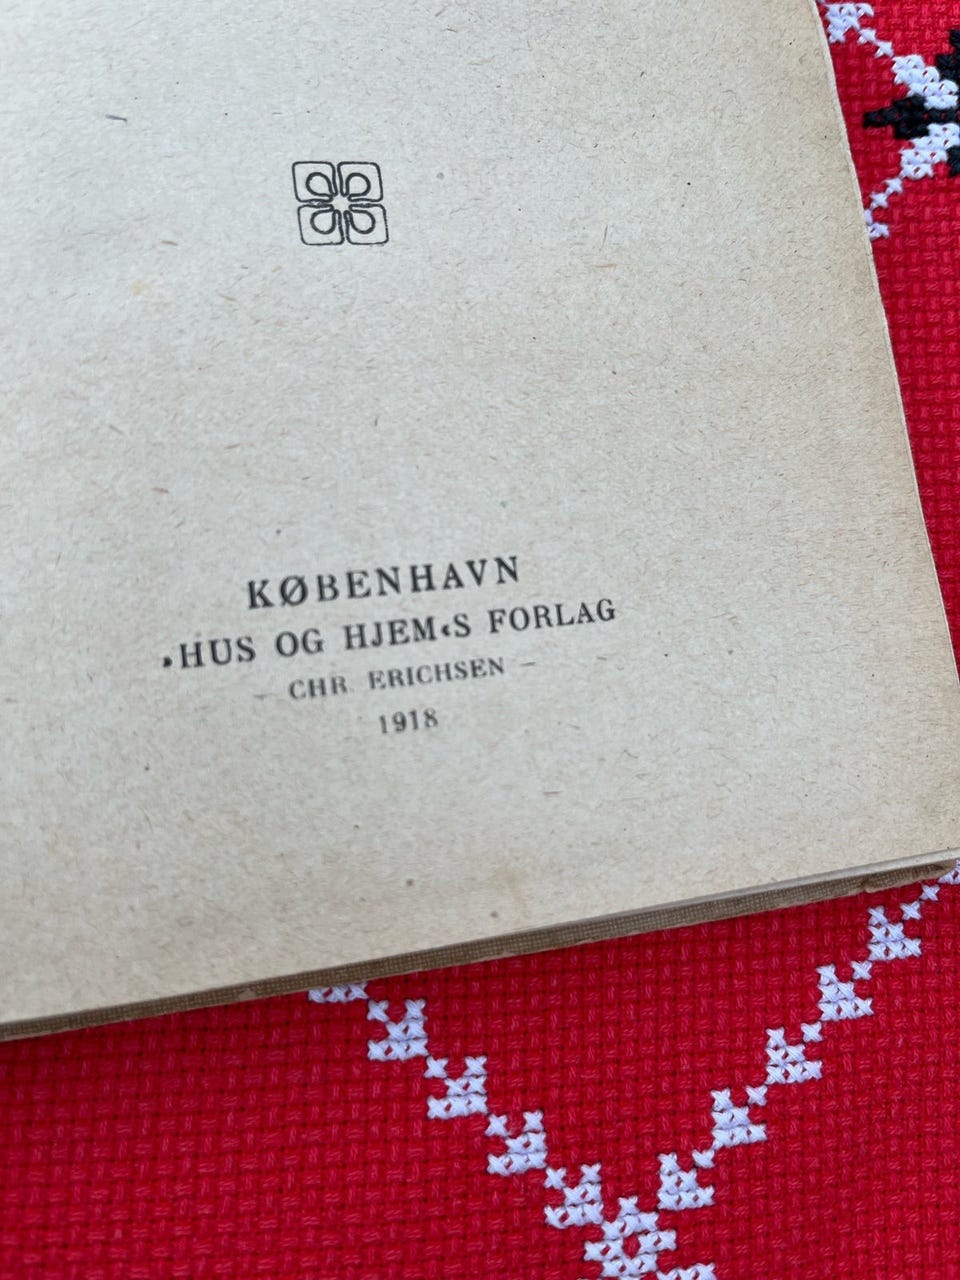 KØBENHAVN
»HUS OG HJEM«S FORLAG
– CHR. ERICHSEN –
1918